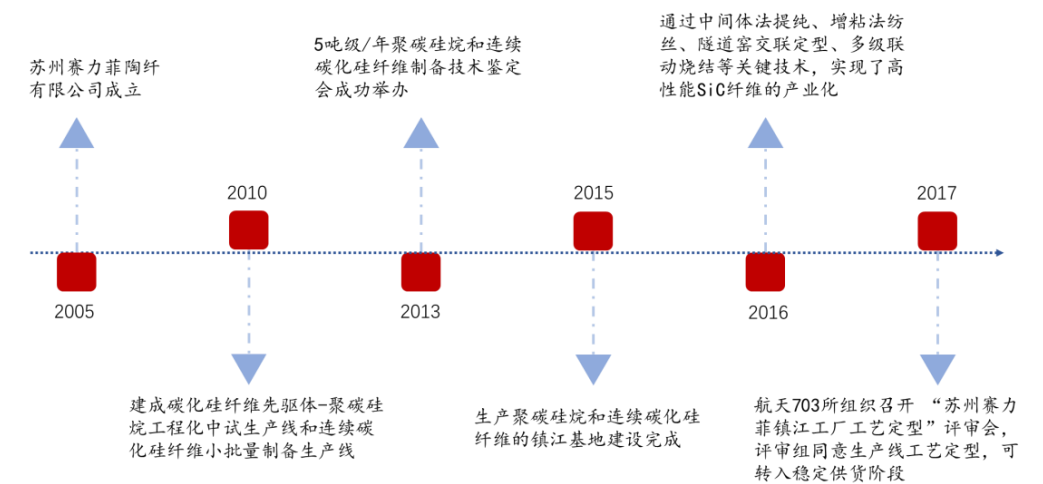 苏州赛力菲陶纤
有限公司成立
5吨级/年聚碳硅烷和连续
碳化硅纤维制备技术鉴定
会成功举办
通过中间体法提纯、增粘法纺
丝、隧道窑交联定型、多级联
动烧结等关键技术，实现了高
性能SiC纤维的产业化
2010
2015
2017
2005
2013
2016
建成碳化硅纤维先驱体-聚碳硅
烷工程化中试生产线和连续碳
化硅纤维小批量制备生产线
生产聚碳硅烷和连续碳化硅
纤维的镇江基地建设完成
航天703所组织召开 “苏州赛力
菲镇江工厂工艺定型”评审会，
评审组同意生产线工艺定型，可
转入稳定供货阶段